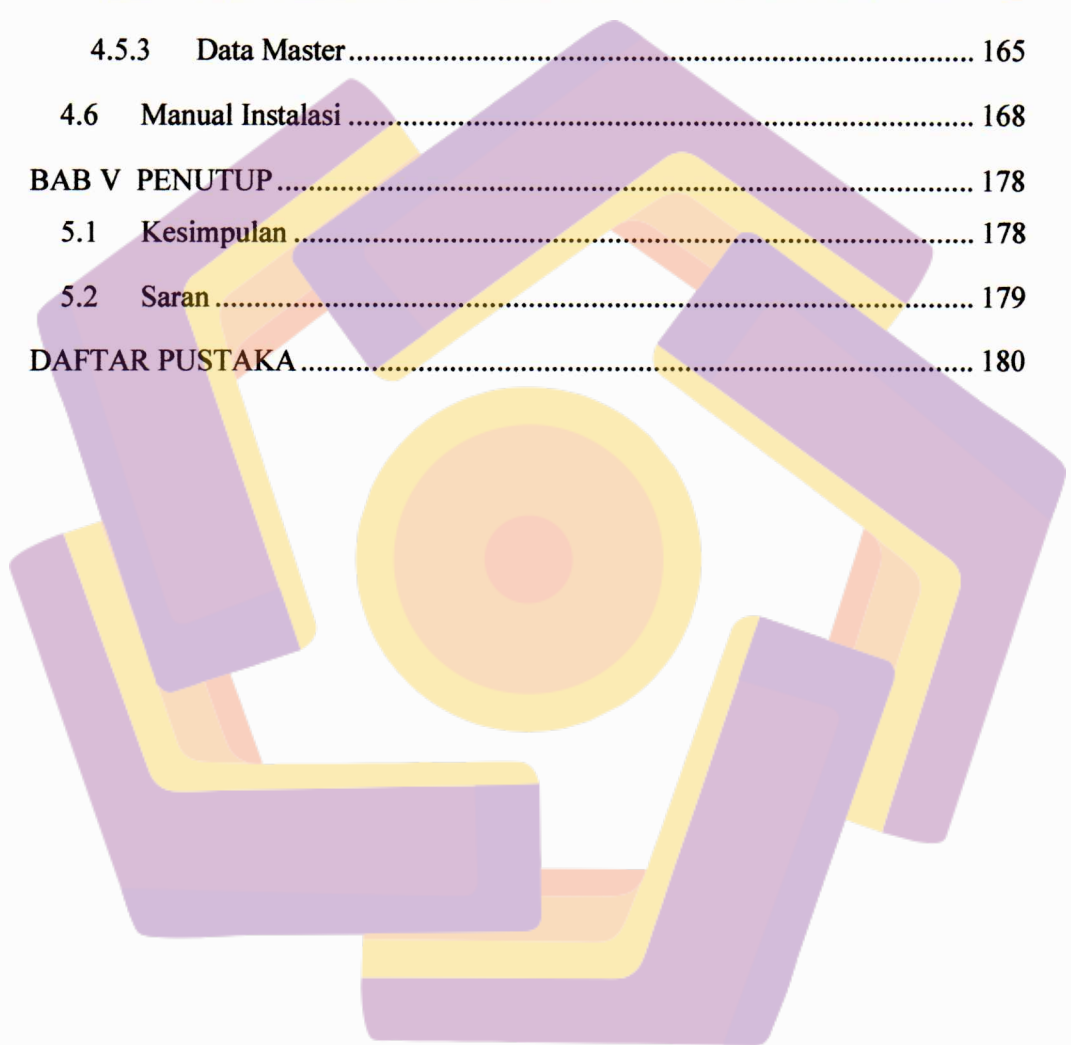 4.5.3 Data Master........................................................................ 165
4.6 Manual Instalasi........................................................................ 168
BAB V PENUTUP................................................................................ 178
5.1 Kesimpulan.............................................................................. 178
5.2 Saran....................................................................................... 179
DAFTAR PUSTAKA............................................................................. 180